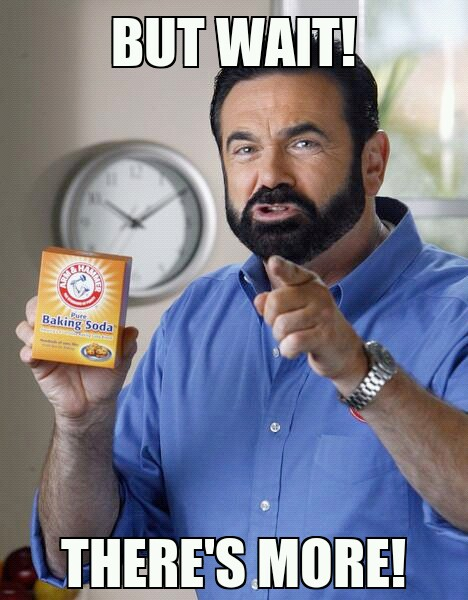 BUT WAIT!
ARM & HAMMER
Pure
Baking Soda
THERE'S MORE!